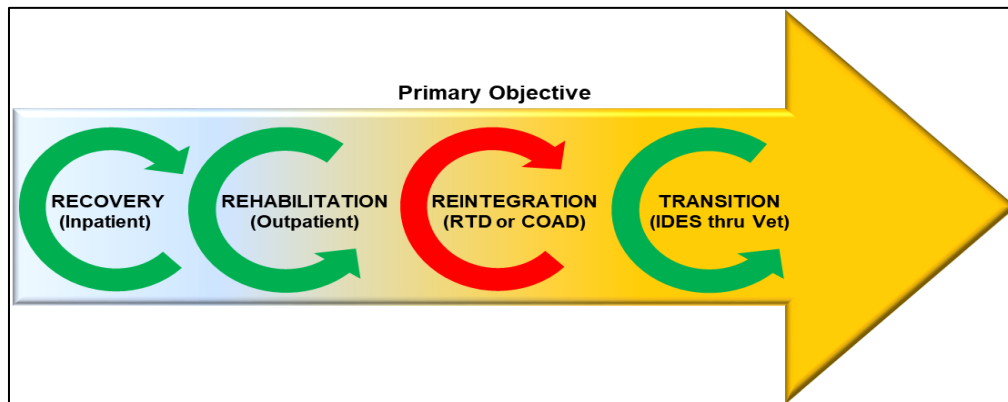 Primary Objective
RECOVERY
(Inpatient)
REHABILITATION
(Outpatient)
REINTEGRATION
(RTD or COAD)
TRANSITION
(IDES thru Vet)